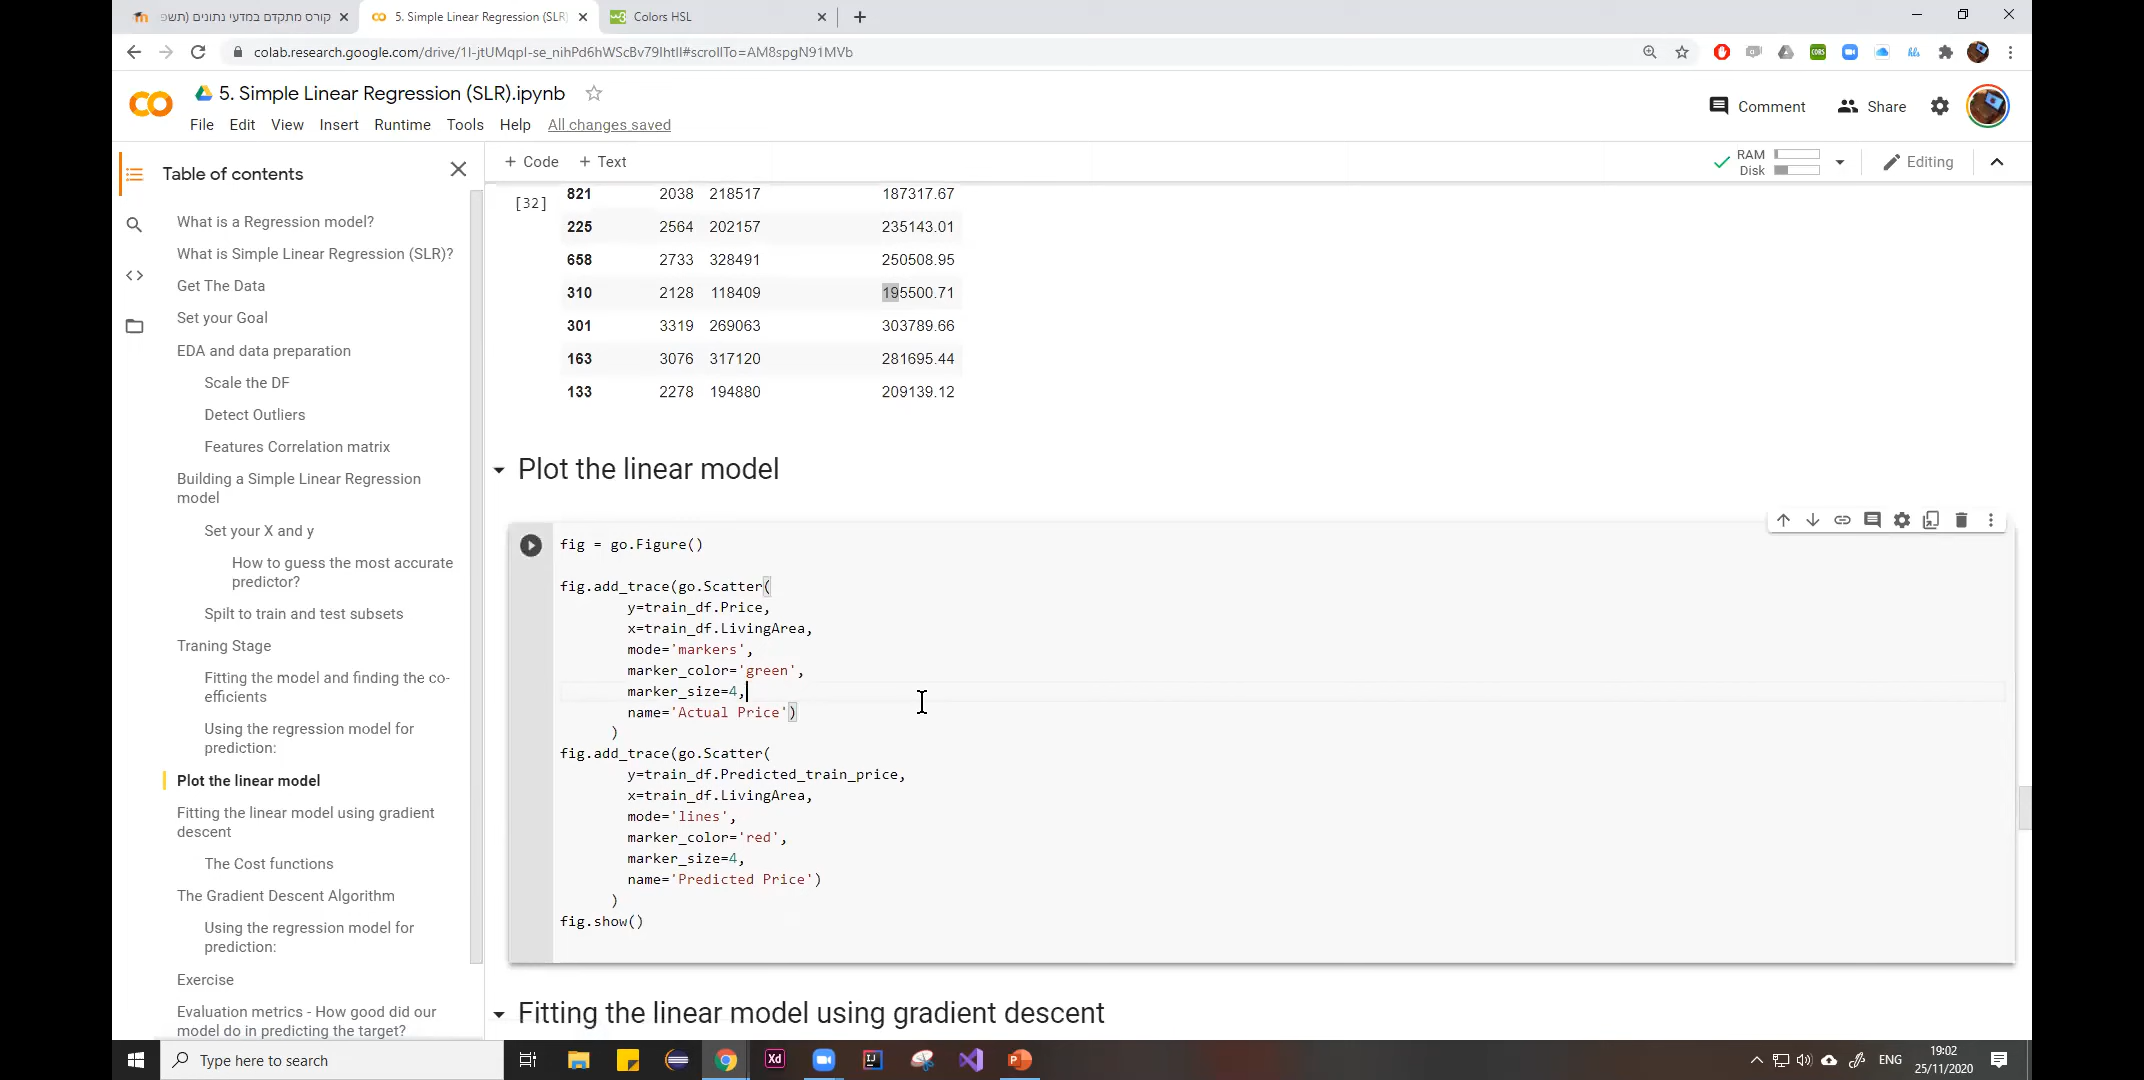 קורס מתקדם במדעי נתונים (תשפ
5. Simple Linear Regression (SLR)
Colors HSL
colab.research.google.com/drive/1I-jtUMqpI-se_nihPd6hWScBv79IhtII#scrollTo=AM8spgN91MVb
5. Simple Linear Regression (SLR).ipynb
Comment
Share
File Edit View Insert Runtime Tools Help All changes saved
Table of contents
+ Code + Text
RAM
Disk
Editing
What is a Regression model?
What is Simple Linear Regression (SLR)?
Get The Data
Set your Goal
EDA and data preparation
Scale the DF
Detect Outliers
Features Correlation matrix
Building a Simple Linear Regression
model
Set your X and y
How to guess the most accurate
predictor?
Spilt to train and test subsets
Traning Stage
Fitting the model and finding the co-
efficients
Using the regression model for
prediction:
Plot the linear model
Fitting the linear model using gradient
descent
The Cost functions
The Gradient Descent Algorithm
Using the regression model for
prediction:
Exercise
Evaluation metrics - How good did our
model do in predicting the target?
[32]
821 2038 218517 187317.67
225 2564 202157 235143.01
658 2733 328491 250508.95
310 2128 118409 195500.71
301 3319 269063 303789.66
163 3076 317120 281695.44
133 2278 194880 209139.12
Plot the linear model
fig = go.Figure()
fig.add_trace(go.Scatter(
y=train_df.Price,
x=train_df.LivingArea,
mode='markers',
marker_color='green',
marker_size=4,
name='Actual Price')
)
fig.add_trace(go.Scatter(
y=train_df.Predicted_train_price,
x=train_df.LivingArea,
mode='lines',
marker_color='red',
marker_size=4,
name='Predicted Price')
)
fig.show()
Fitting the linear model using gradient descent
Type here to search
Xd
ENG
19:02
25/11/2020